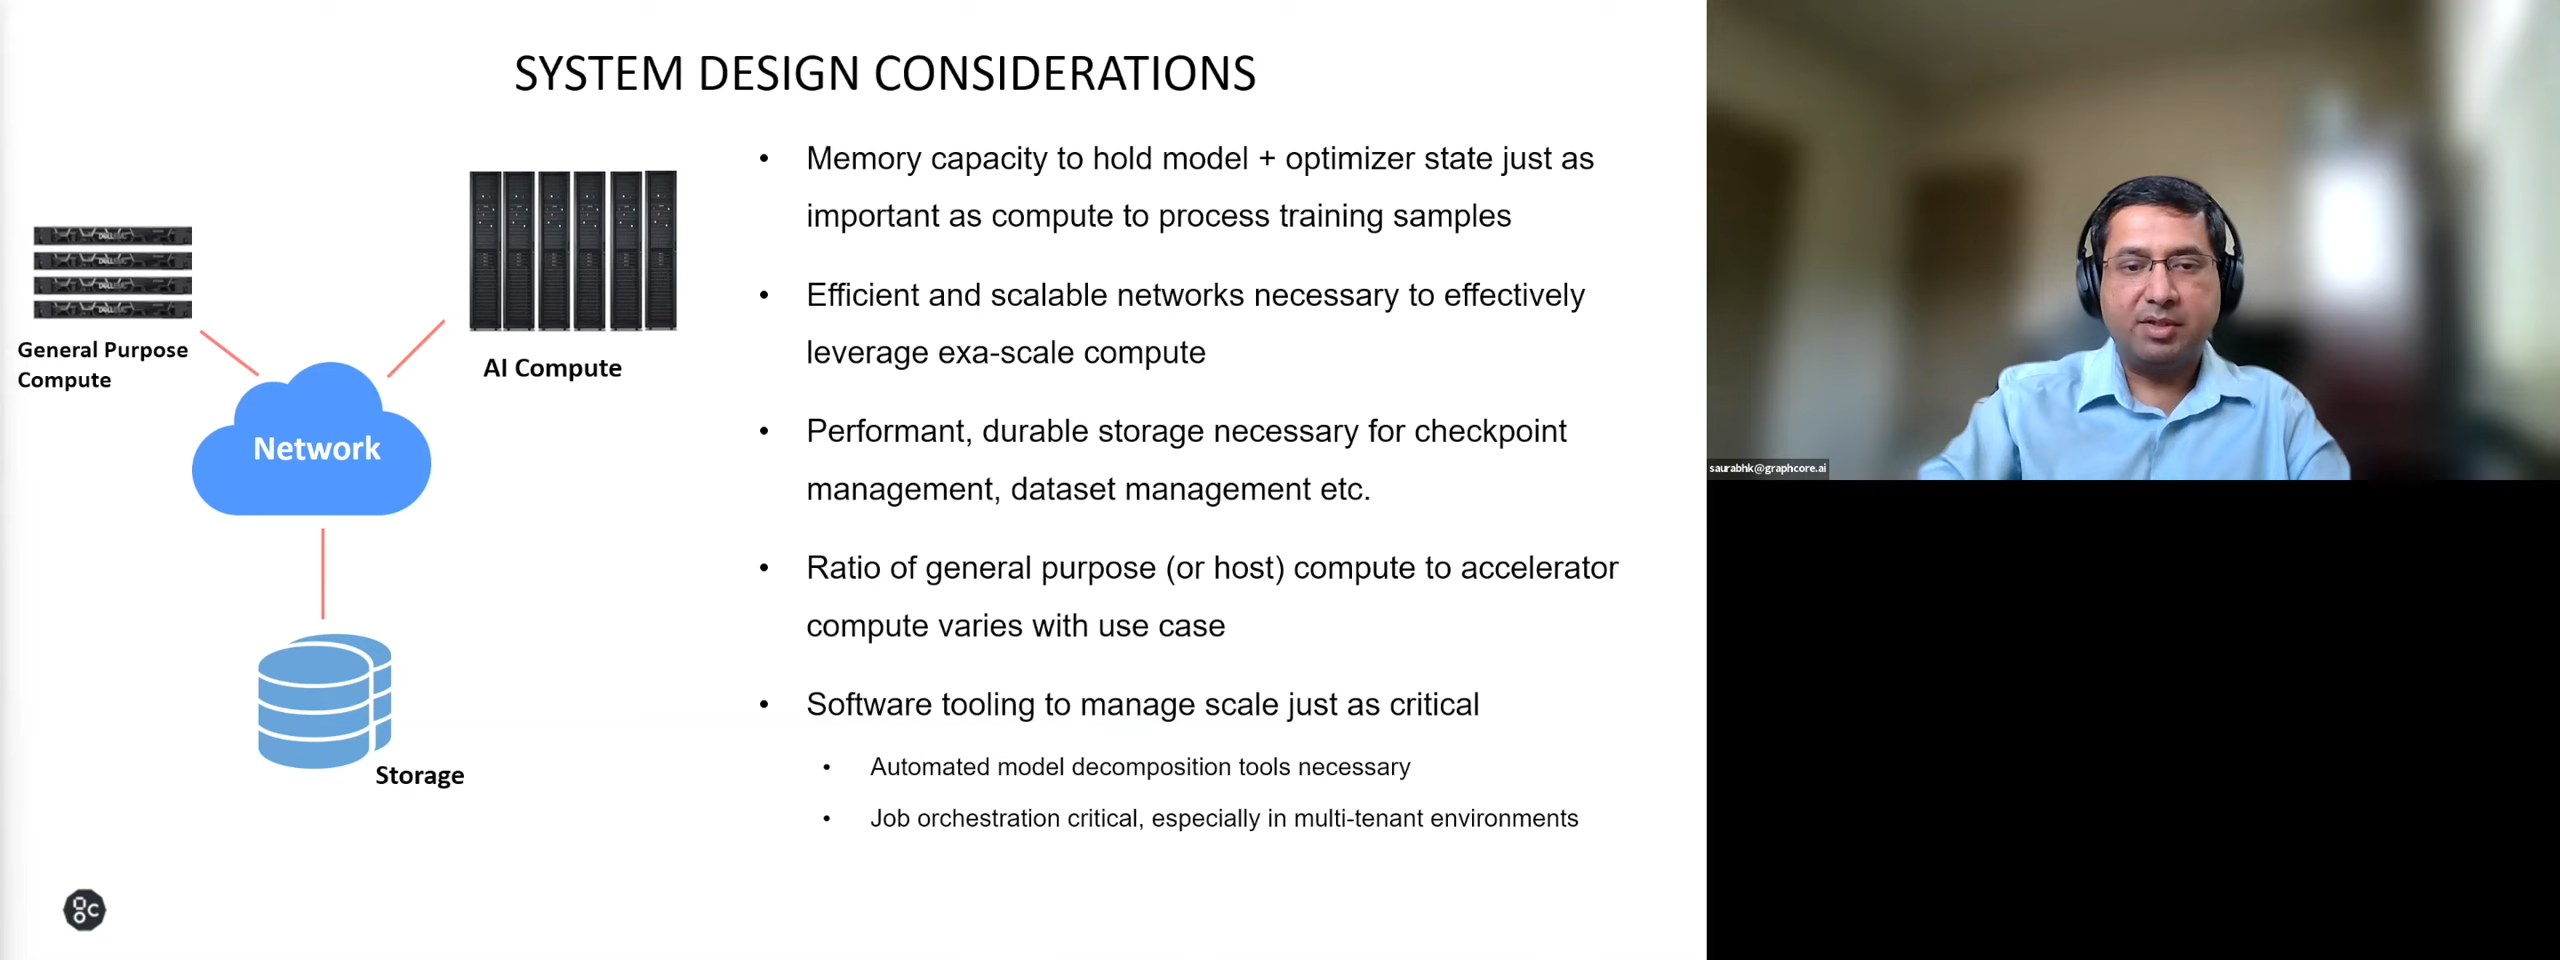 SYSTEM DESIGN CONSIDERATIONS
General Purpose
Compute
AI Compute
Network
Storage
• Memory capacity to hold model + optimizer state just as
important as compute to process training samples
• Efficient and scalable networks necessary to effectively
leverage exa-scale compute
• Performant, durable storage necessary for checkpoint
management, dataset management etc.
• Ratio of general purpose (or host) compute to accelerator
compute varies with use case
• Software tooling to manage scale just as critical
• Automated model decomposition tools necessary
• Job orchestration critical, especially in multi-tenant environments
saurabhk@graphcore.ai